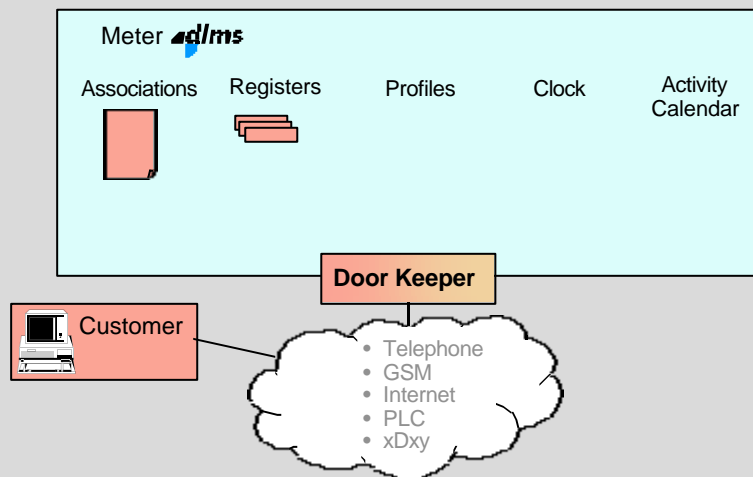 Meter dlms
Associations
Registers
Profiles
Clock
Activity
Calendar
Door Keeper
Customer
• Telephone
• GSM
• Internet
• PLC
• xDxy